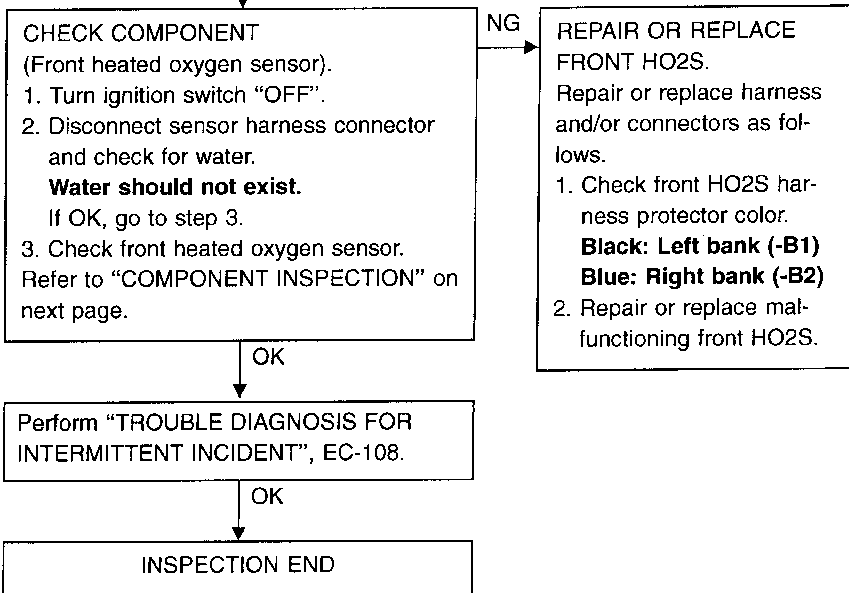 CHECK COMPONENT
(Front heated oxygen sensor).
1. Turn ignition switch “OFF”.
2. Disconnect sensor harness connector
and check for water.
Water should not exist.
If OK, go to step 3.
3. Check front heated oxygen sensor.
Refer to “COMPONENT INSPECTION” on
next page.
NG
REPAIR OR REPLACE
FRONT HO2S.
Repair or replace harness
and/or connectors as fol-
lows.
1. Check front HO2S har-
ness protector color.
Black: Left bank (-B1)
Blue: Right bank (-B2)
2. Repair or replace mal-
functioning front HO2S.
OK
Perform “TROUBLE DIAGNOSIS FOR
INTERMITTENT INCIDENT”, EC-108.
OK
INSPECTION END